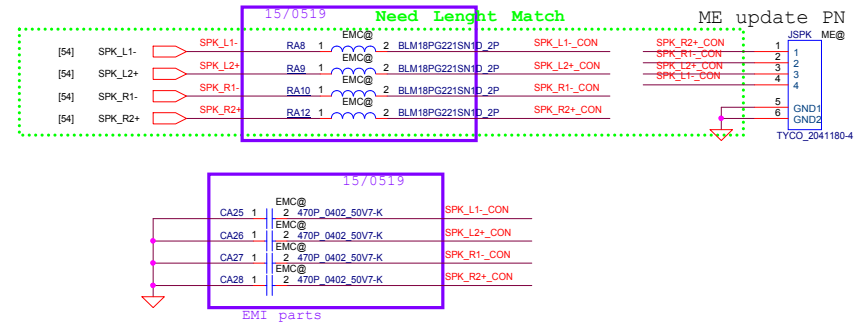 15/0519 Need Lenght Match ME update PN
JSPK ME@
EMC@
[54] SPK_L1- SPK_L1- RA8 1 2 BLM18PG221SN1D_2P SPK_L1-_CON SPK_R2+_CON 1 1
EMC@
SPK_R1-_CON 2 2
[54] SPK_L2+ SPK_L2+ RA9 1 2 BLM18PG221SN1D_2P SPK_L2+_CON SPK_L2+_CON 3 3
EMC@
SPK_L1-_CON 4 4
[54] SPK_R1- SPK_R1- RA10 1 2 BLM18PG221SN1D_2P SPK_R1-_CON
EMC@
5 GND1
[54] SPK_R2+ SPK_R2+ RA12 1 2 BLM18PG221SN1D_2P SPK_R2+_CON 6 GND2
TYCO_2041180-4
15/0519
EMC@
CA25 1 2 470P_0402_50V7-K SPK_L1-_CON
EMC@
CA26 1 2 470P_0402_50V7-K SPK_L2+_CON
EMC@
CA27 1 2 470P_0402_50V7-K SPK_R1-_CON
EMC@
CA28 1 2 470P_0402_50V7-K SPK_R2+_CON
EMI parts